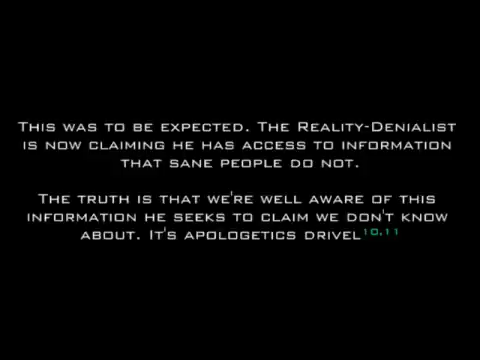 This was to be expected. The Reality-Denialist
is now claiming he has access to information
that sane people do not.
The truth is that we're well aware of this
information he seeks to claim we don't know
about. It's apologetics drivel10,11